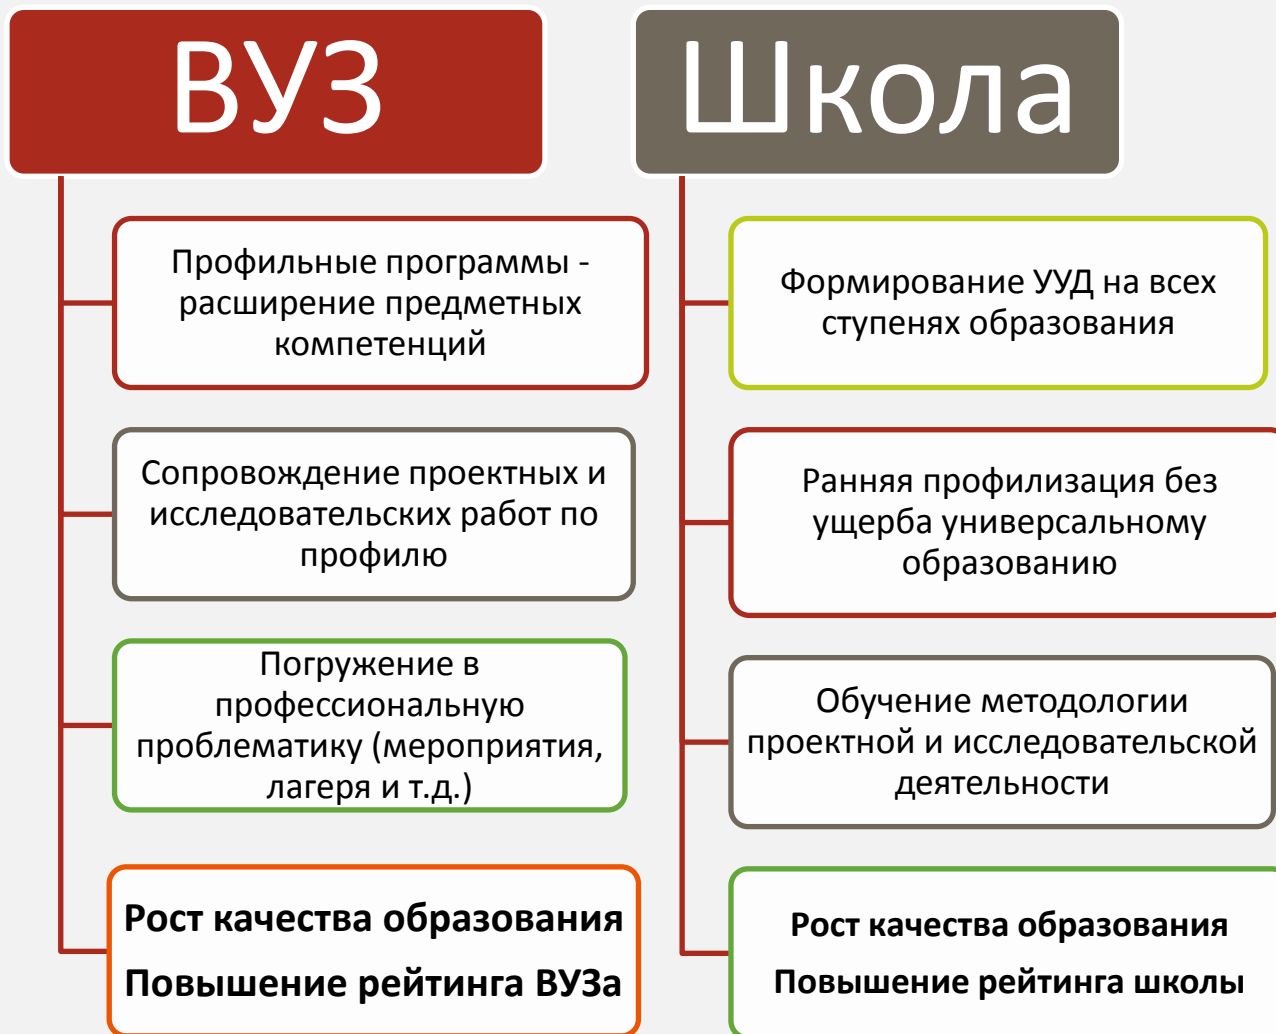 ВУЗ
Профильные программы -
расширение предметных
компетенций
Сопровождение проектных и
исследовательских работ по
профилю
Погружение в
профессиональную
проблематику (мероприятия,
лагеря и т.д.)
Рост качества образования
Повышение рейтинга ВУЗа
Школа
Формирование УУД на всех
ступенях образования
Ранняя профилизация без
ущерба универсальному
образованию
Обучение методологии
проектной и исследовательской
деятельности
Рост качества образования
Повышение рейтинга школы